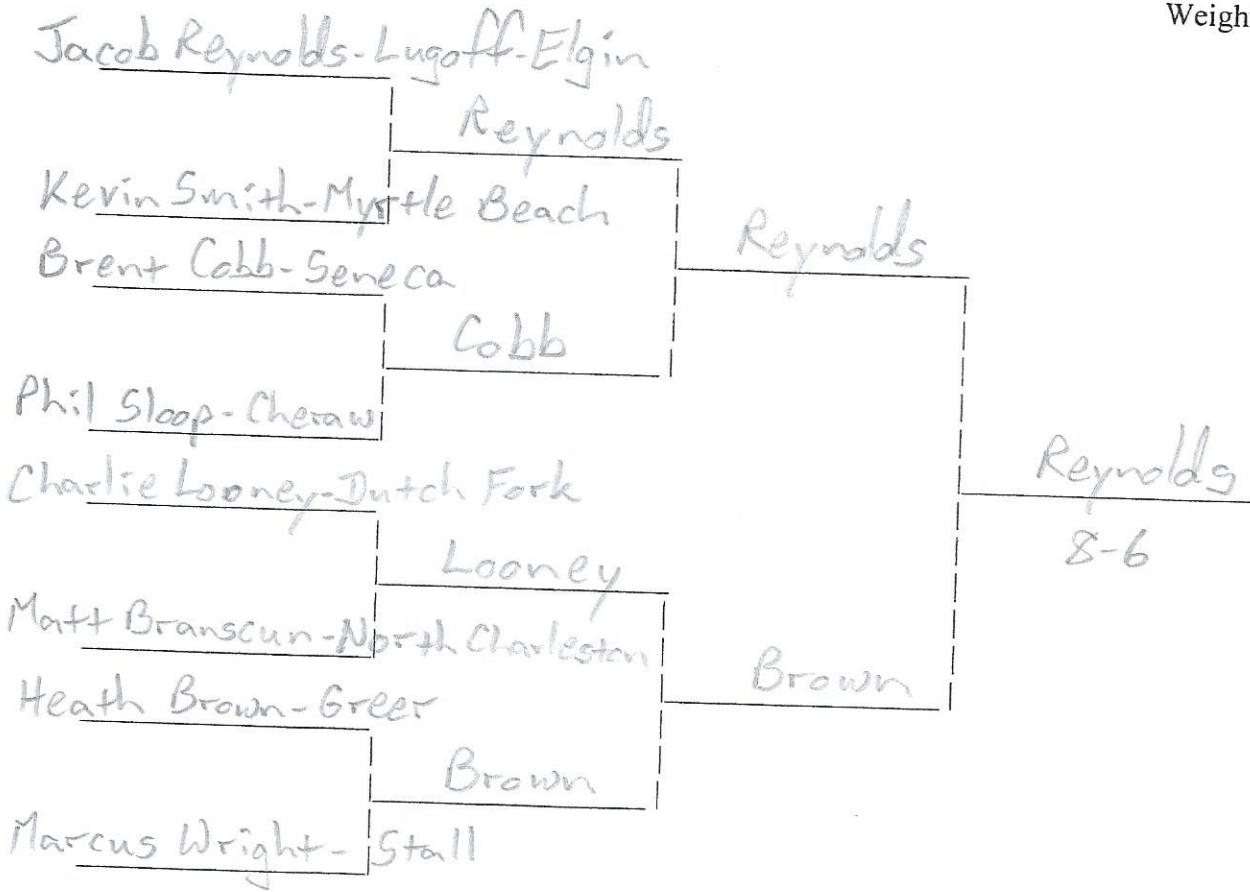 Weigh
Jacob Reynolds-Lugoff-Elgin
Reynolds
Kevin Smith-Myrtle Beach
Reynolds
Brent Cobb-Seneca
Cobb
Phil Sloop-Cheraw
Reynolds
Charlie Looney-Dutch Fork
8-6
Looney
Matt Branscun-North Charleston
Brown
Heath Brown-Greer
Brown
Marcus Wright-Stall